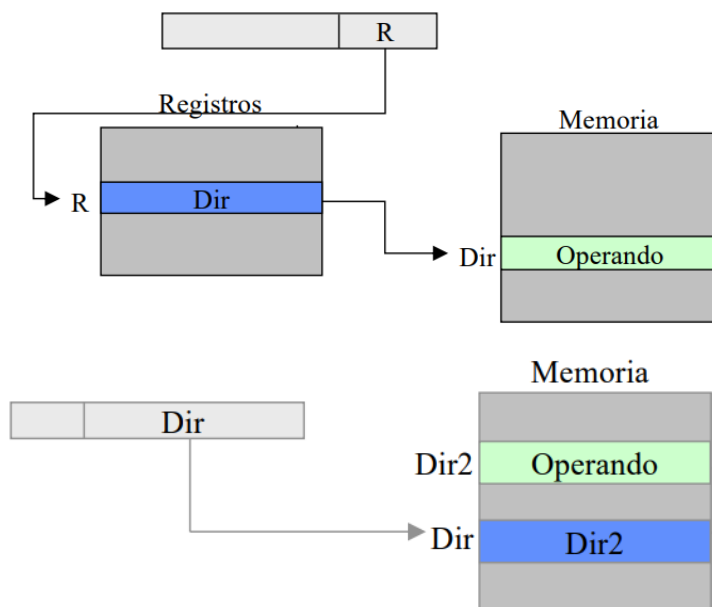 R
Registros
Memoria
R
Dir
Dir
Operando
Memoria
Dir
Dir2
Operando
Dir
Dir2